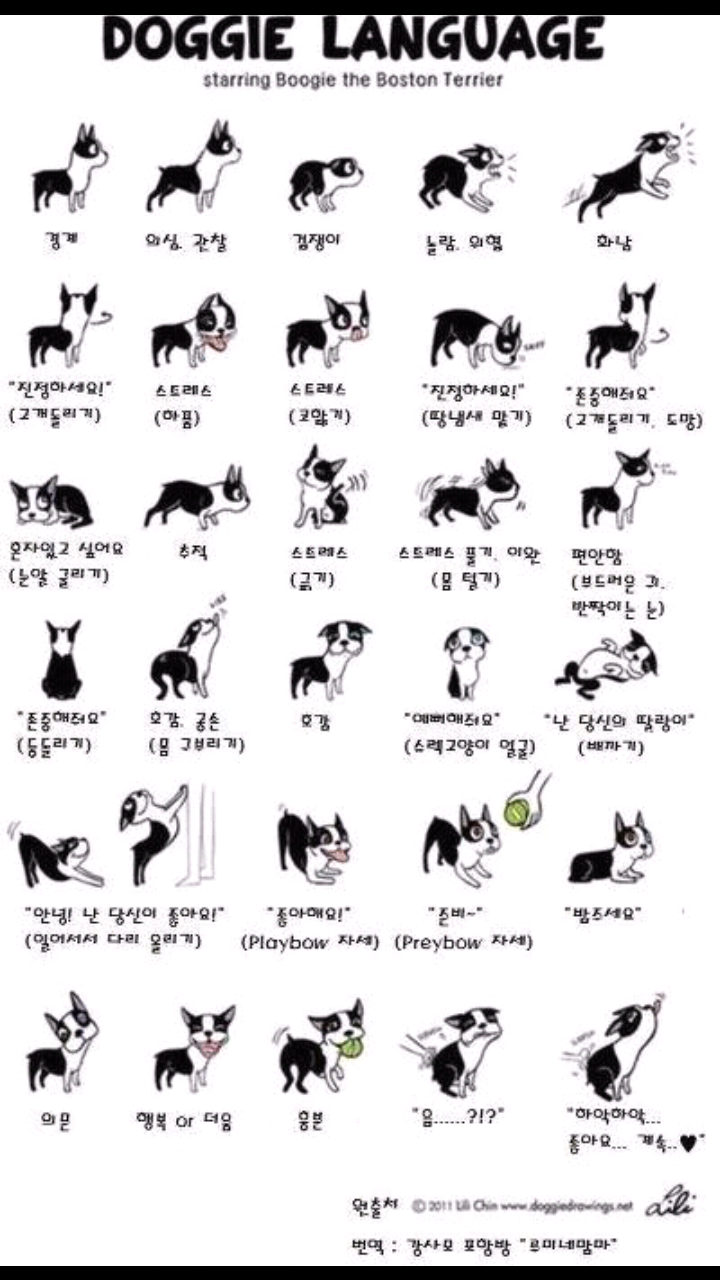 DOGGIE LANGUAGE
starring Boogie the Boston Terrier
경계 의심, 관찰 겁쟁이 놀람, 위협 화남
"진정하세요!" 스트레스 스트레스 "진정하세요!" "존중해줘요"
(고개돌리기) (하품) (코핥기) (땅냄새 맡기) (고개돌리기, 도망)
혼자있고 싶어요 추적 스트레스 스트레스 풀기, 이완 편안함
(눈알 굴리기) (긁기) (몸 털기) (부드러운 귀,
반짝이는 눈)
"존중해줘요" 호감, 공손 호감 "예뻐해줘요" "난 당신의 딸랑이"
(등돌리기) (몸 구부리기) (슈렉고양이 얼굴) (배까기)
"안녕! 난 당신이 좋아요!" "좋아해요!" "준비~" "밥주세요"
(일어서서 다리 올리기) (Playbow 자세) (Preybow 자세)
의문 행복 or 더움 흥분 "음......?!?" "하악하악...
좋아요... 계속..♥"
원출처 © 2011 Lili Chin www.doggiedrawings.net Lili
번역 : 강사모 포항방 "루미네맘마"